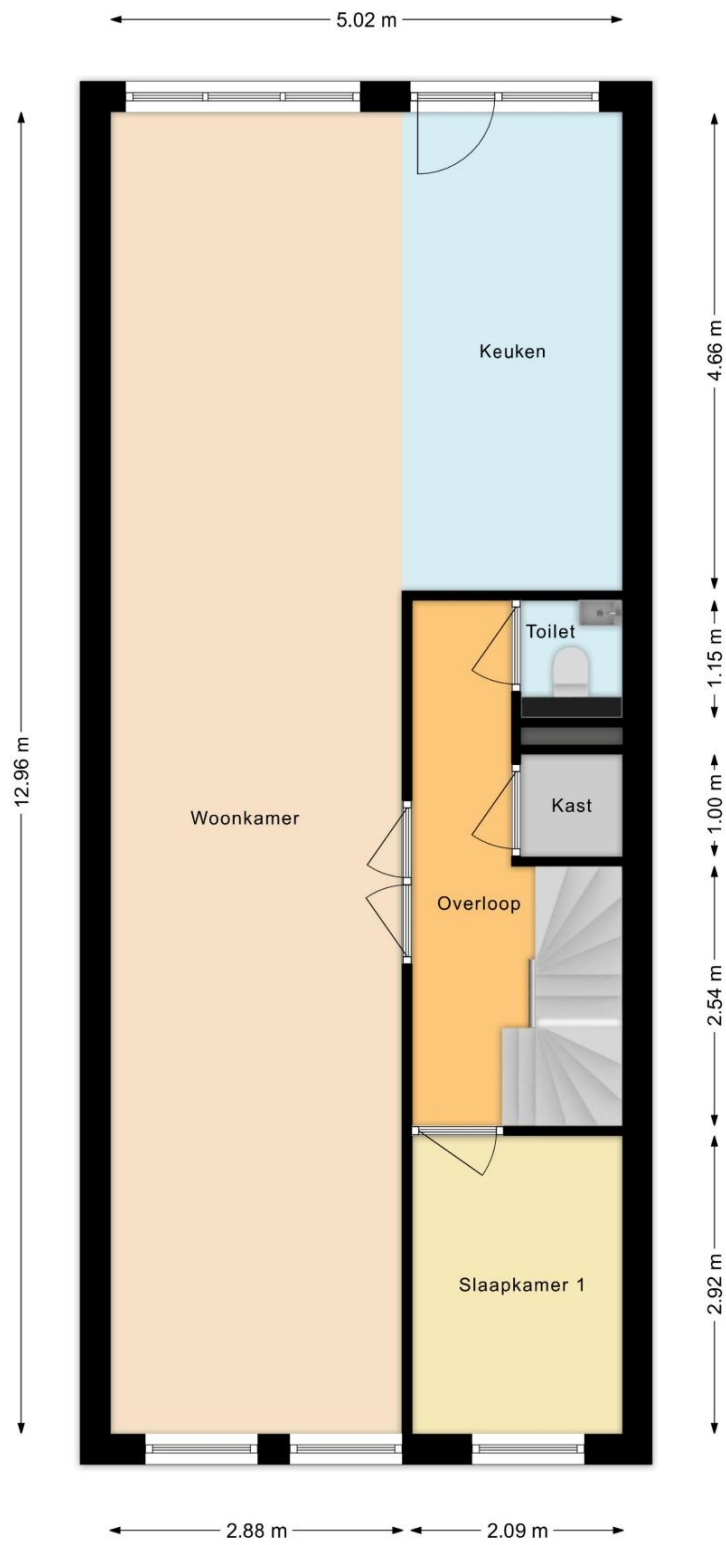 5.02 m
Keuken
4.66 m
Toilet
1.15 m
12.96 m
Woonkamer
Kast
1.00 m
Overloop
2.54 m
Slaapkamer 1
2.92 m
2.88 m
2.09 m